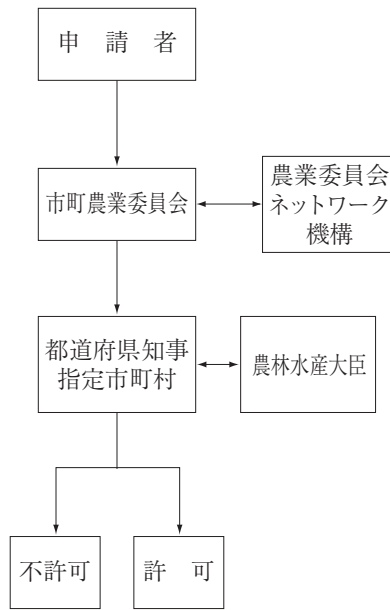 申 請 者
市町農業委員会
農業委員会
ネットワーク
機構
都道府県知事
指定市町村
農林水産大臣
不許可
許 可